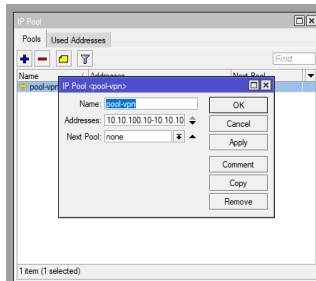 IP Pool
Pools Used Addresses
Find
Name Addresses Next Pool
pool-vpn
IP Pool <pool-vpn>
Name: pool-vpn OK
Addresses: 10.10.100.10-10.10.10 Cancel
Next Pool: none Apply
Comment
Copy
Remove
1 item (1 selected)